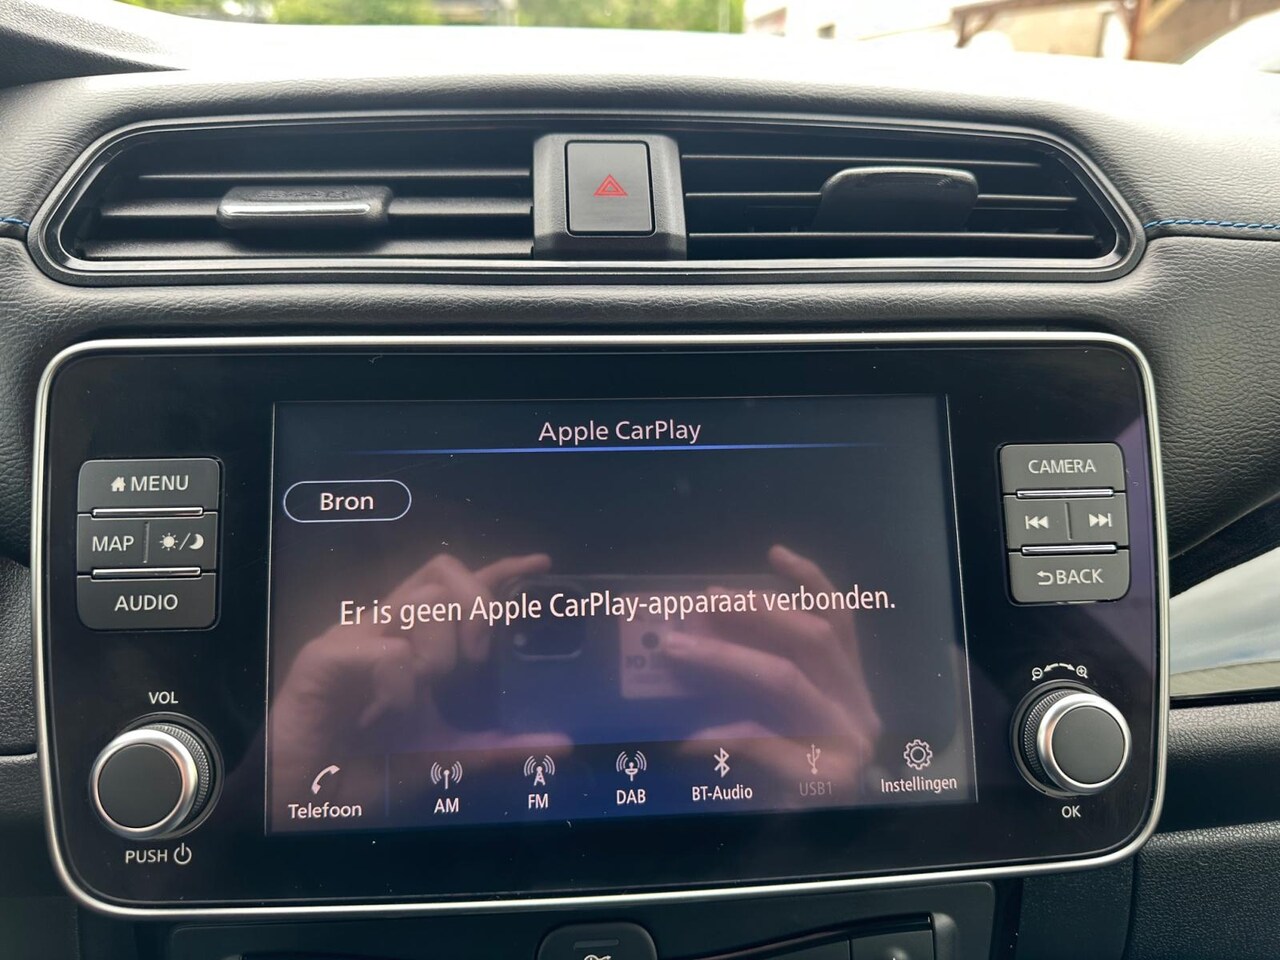 Apple CarPlay
MENU
Bron
CAMERA
MAP
AUDIO
BACK
Er is geen Apple CarPlay-apparaat verbonden.
VOL
Telefoon
AM
FM
DAB
BT-Audio
USB1
Instellingen
PUSH
OK